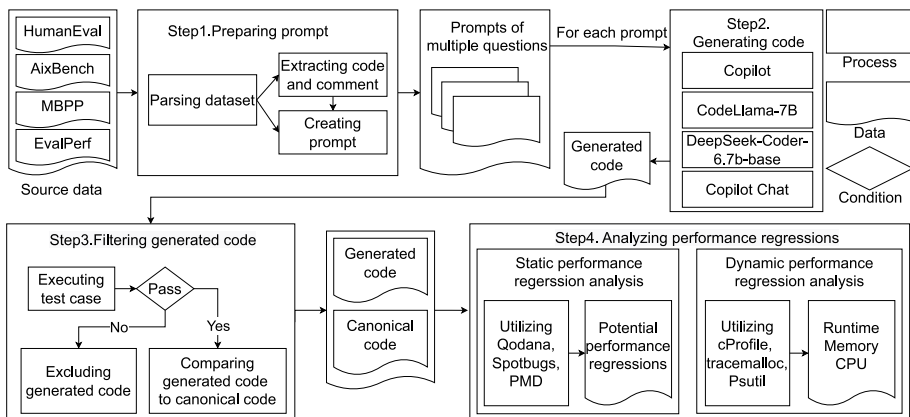 HumanEval
AixBench
MBPP
EvalPerf
Source data
Step1.Preparing prompt
Parsing dataset
Extracting code
and comment
Creating
prompt
Prompts of
multiple questions
For each prompt
Generated
code
Step2.
Generating code
Copilot
CodeLlama-7B
DeepSeek-Coder-
6.7b-base
Copilot Chat
Process
Data
Condition
Step3.Filtering generated code
Executing
test case
Pass
No
Yes
Excluding
generated code
Comparing
generated code
to canonical code
Generated
code
Canonical
code
Step4. Analyzing performance regressions
Static performance
regerssion analysis
Utilizing
Qodana,
Spotbugs,
PMD
Potential
performance
regressions
Dynamic performance
regression analysis
Utilizing
cProfile,
tracemalloc,
Psutil
Runtime
Memory
CPU